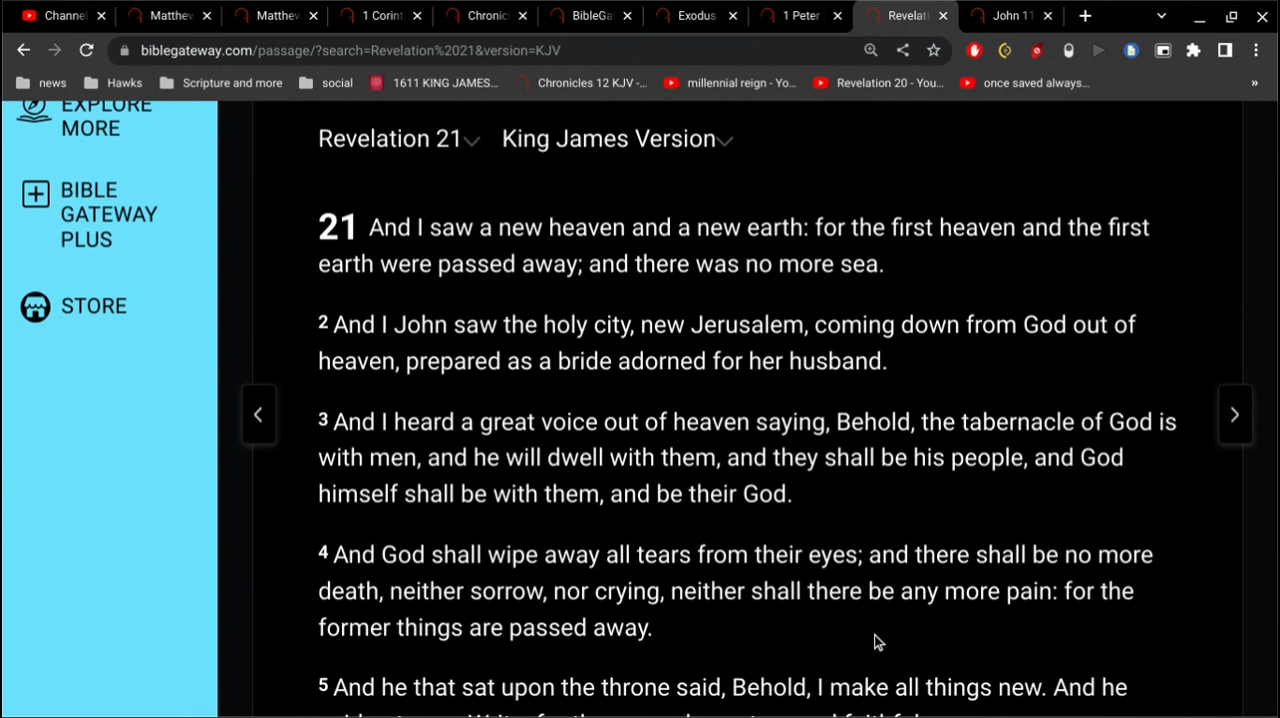 Channel
Matthew
Matthew
1 Corint
Chronic
BibleGa
Exodus
1 Peter
Revelati
John 11
biblegateway.com/passage/?search=Revelation%2021&version=KJV
news
Hawks
Scripture and more
social
1611 KING JAMES...
Chronicles 12 KJV -...
millennial reign - Yo...
Revelation 20 - You...
once saved always...
»
EXPLORE
MORE
BIBLE
GATEWAY
PLUS
STORE
Revelation 21 King James Version
21 And I saw a new heaven and a new earth: for the first heaven and the first
earth were passed away; and there was no more sea.
2 And I John saw the holy city, new Jerusalem, coming down from God out of
heaven, prepared as a bride adorned for her husband.
3 And I heard a great voice out of heaven saying, Behold, the tabernacle of God is
with men, and he will dwell with them, and they shall be his people, and God
himself shall be with them, and be their God.
4 And God shall wipe away all tears from their eyes; and there shall be no more
death, neither sorrow, nor crying, neither shall there be any more pain: for the
former things are passed away.
5 And he that sat upon the throne said, Behold, I make all things new. And he